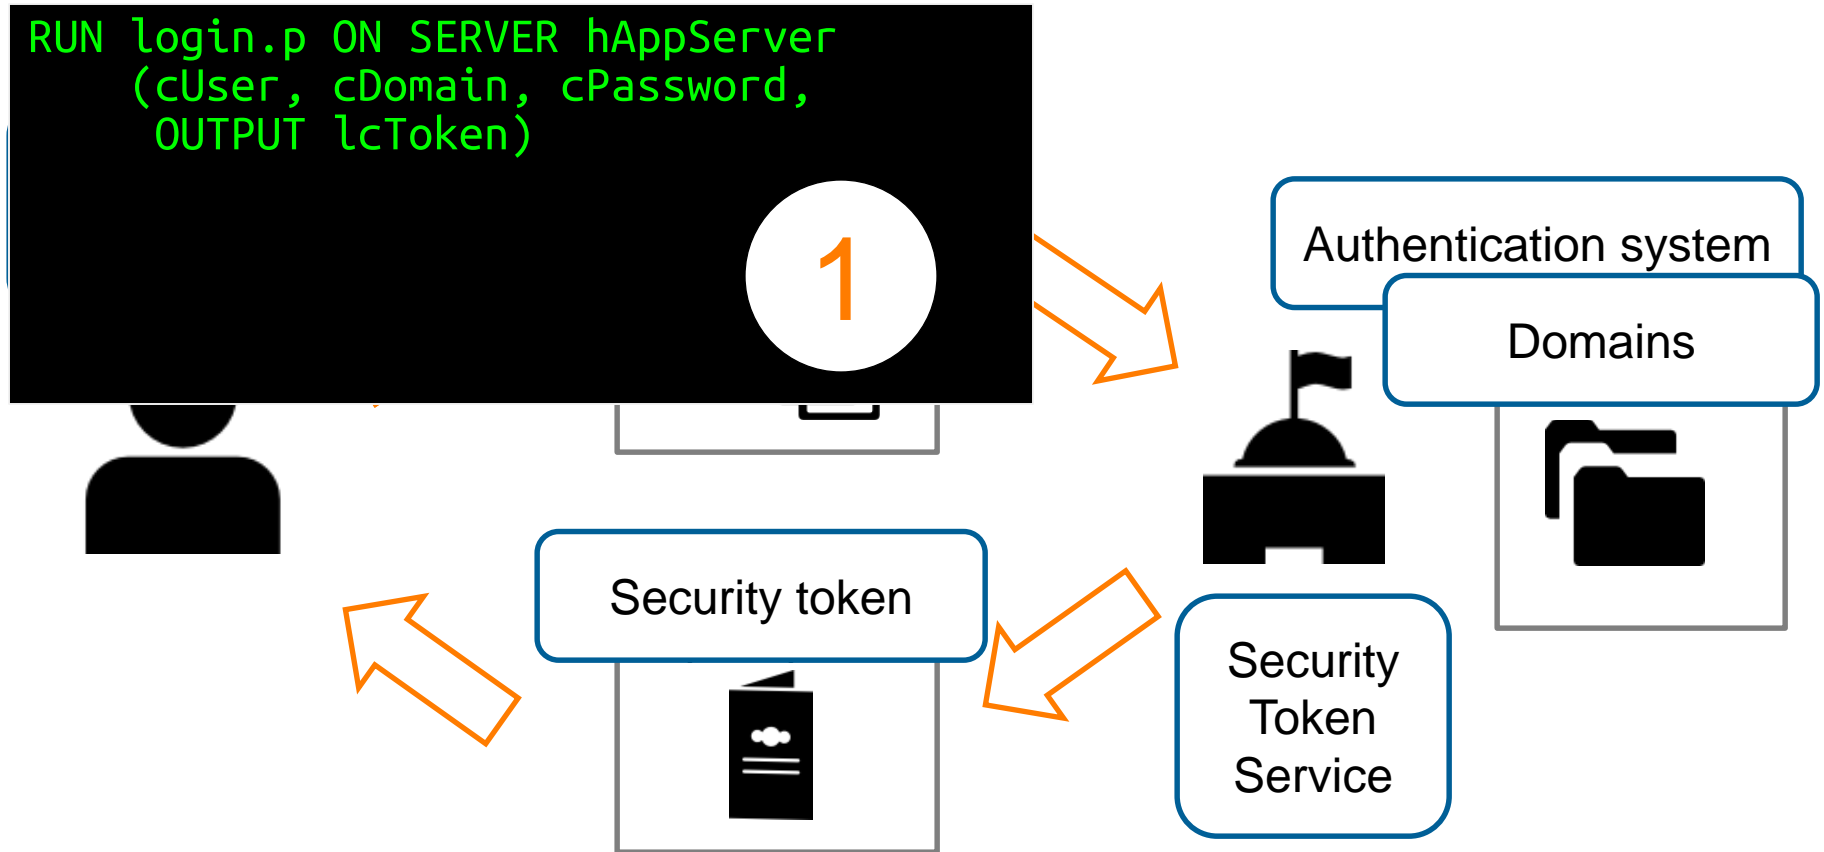 RUN login.p ON SERVER hAppServer
(cUser, cDomain, cPassword,
OUTPUT lcToken)
1
Authentication system
Domains
Security token
Security
Token
Service